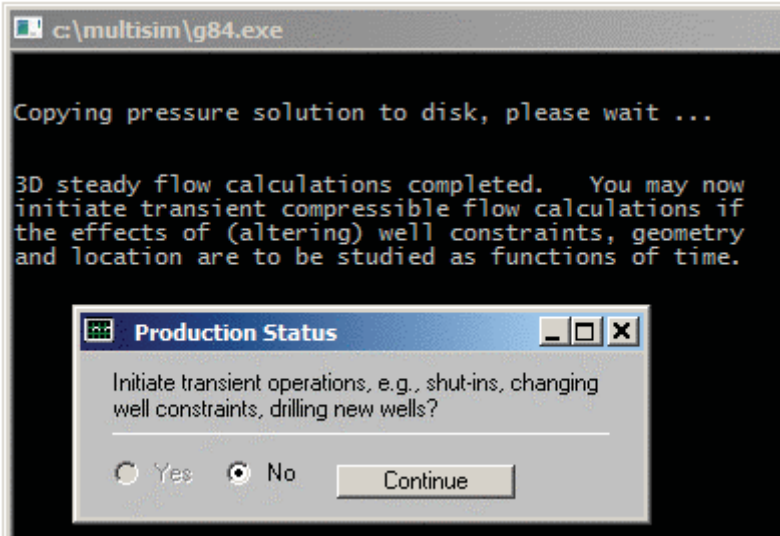 c:\multisim\g84.exe
Copying pressure solution to disk, please wait ...
3D steady flow calculations completed.   You may now
initiate transient compressible flow calculations if
the effects of (altering) well constraints, geometry
and location are to be studied as functions of time.
Production Status
Initiate transient operations, e.g., shut-ins, changing
well constraints, drilling new wells?
Yes No Continue